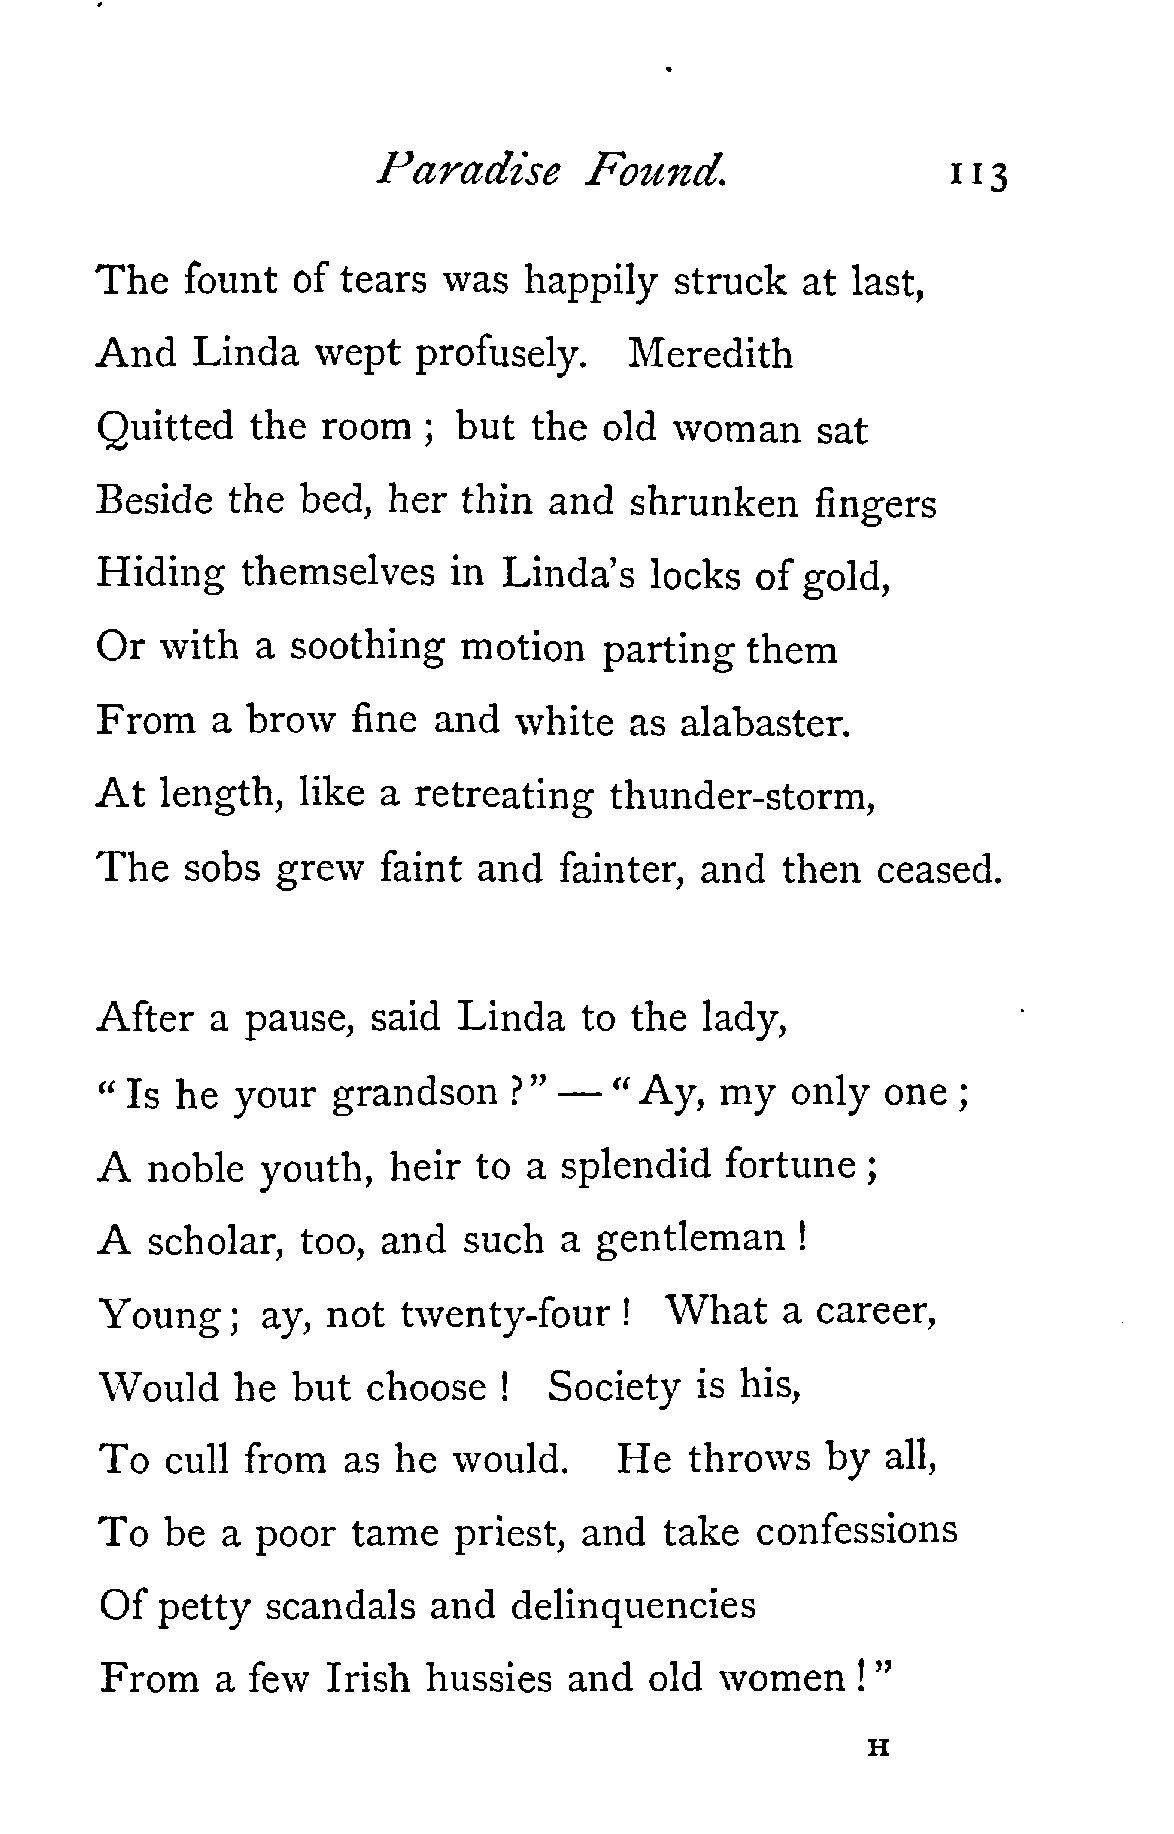 Paradise Found. 113
The fount of tears was happily struck at last,
And Linda wept profusely. Meredith
Quitted the room ; but the old woman sat
Beside the bed, her thin and shrunken fingers
Hiding themselves in Linda's locks of gold,
Or with a soothing motion parting them
From a brow fine and white as alabaster.
At length, like a retreating thunder-storm,
The sobs grew faint and fainter, and then ceased.

After a pause, said Linda to the lady,
“ Is he your grandson ?” — “ Ay, my only one ;
A noble youth, heir to a splendid fortune ;
A scholar, too, and such a gentleman !
Young ; ay, not twenty-four ! What a career,
Would he but choose ! Society is his,
To cull from as he would. He throws by all,
To be a poor tame priest, and take confessions
Of petty scandals and delinquencies
From a few Irish hussies and old women ! ”
H